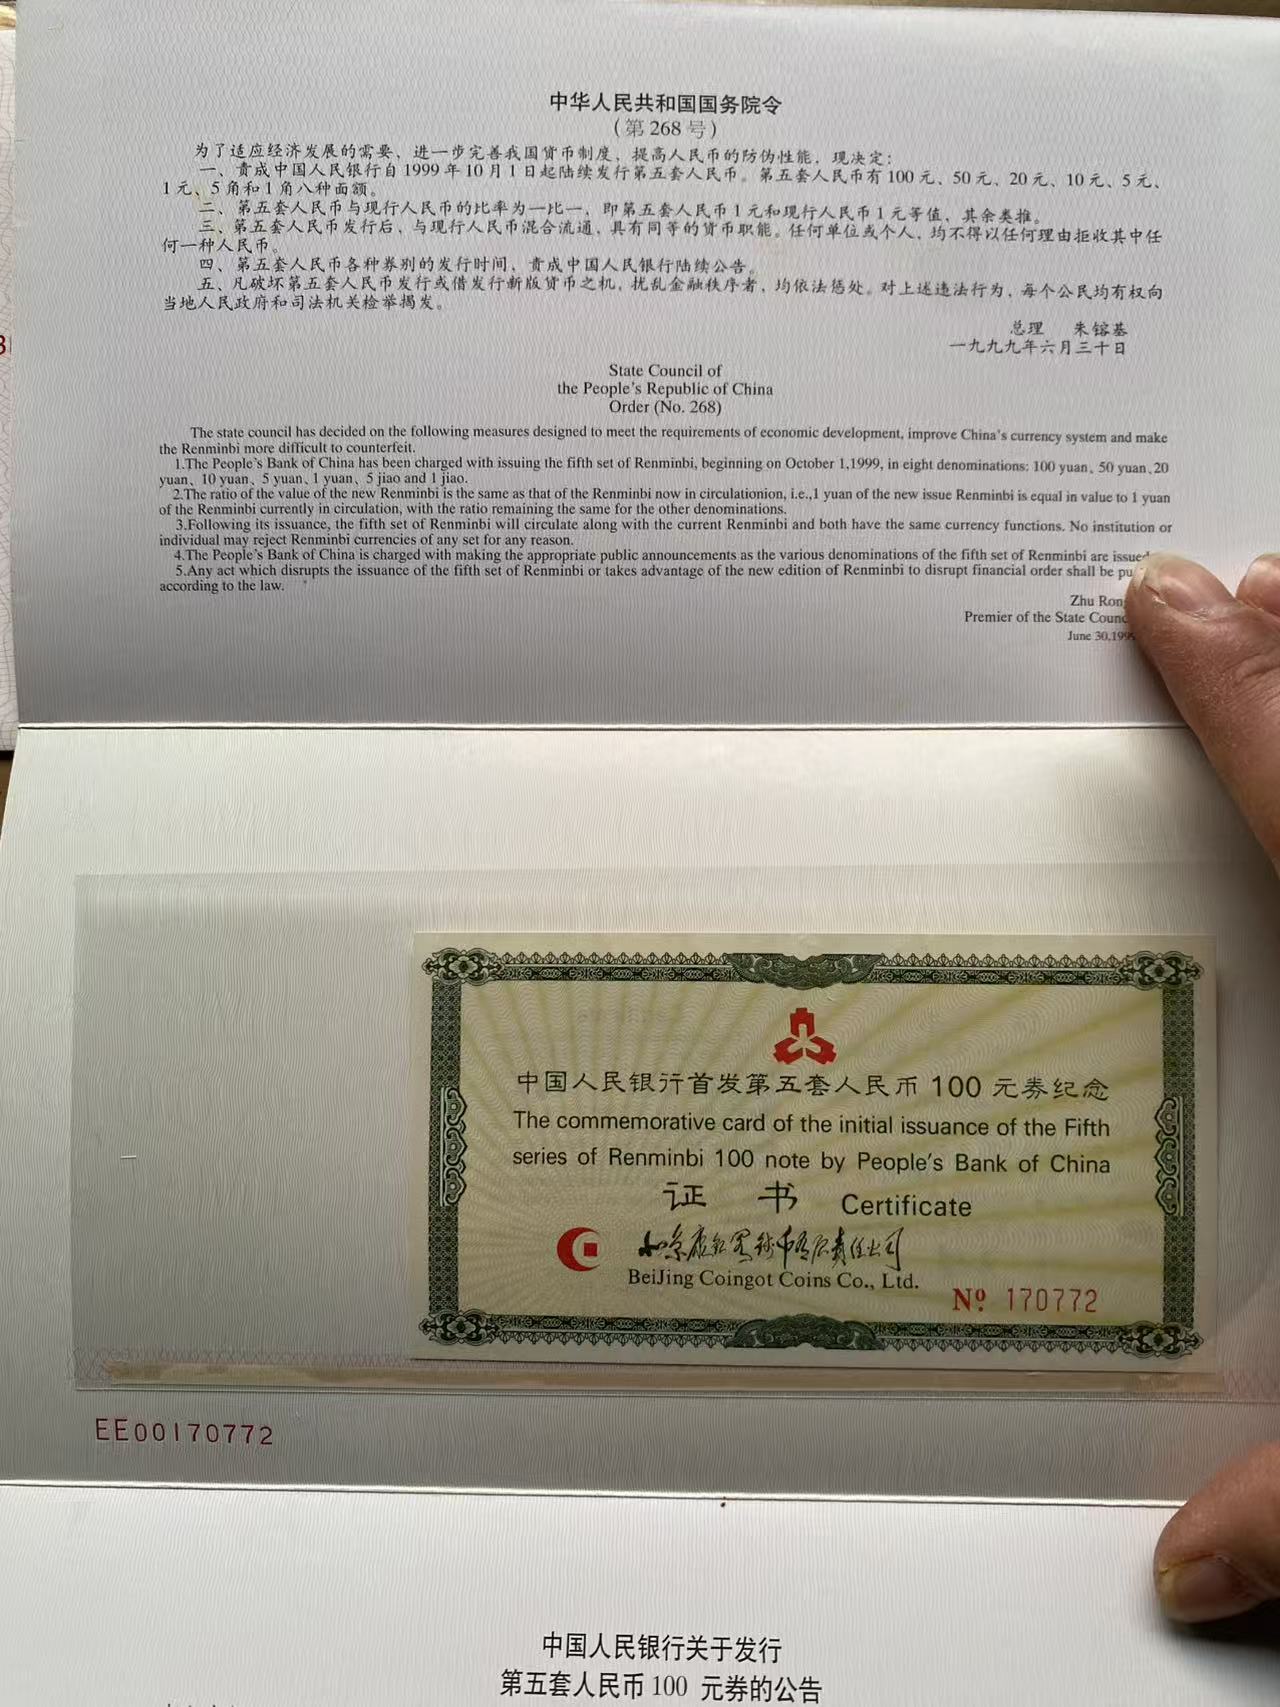 中华人民共和国国务院令
（第 268 号）
为了适应经济发展的需要，进一步完善我国货币制度，提高人民币的防伪性能，现决定：
一、责成中国人民银行自 1999 年 10 月 1 日起陆续发行第五套人民币。第五套人民币有 100 元、50 元、20 元、10 元、5 元、
1 元、5 角和 1 角八种面额。
二、第五套人民币与现行人民币的比率为一比一，即第五套人民币 1 元和现行人民币 1 元等值，其余类推。
三、第五套人民币发行后，与现行人民币混合流通，具有同等的货币职能。任何单位或个人，均不得以任何理由拒收其中任
何一种人民币。
四、第五套人民币各种券别的发行时间，责成中国人民银行陆续公告。
五、凡破坏第五套人民币发行或借发行新版货币之机，扰乱金融秩序者，均依法惩处。对上述违法行为，每个公民均有权向
当地人民政府和司法机关检举揭发。
总理 朱镕基
一九九九年六月三十日
State Council of
the People's Republic of China
Order (No. 268)
The state council has decided on the following measures designed to meet the requirements of economic development, improve China's currency system and make
the Renminbi more difficult to counterfeit.
1.The People's Bank of China has been charged with issuing the fifth set of Renminbi, beginning on October 1,1999, in eight denominations: 100 yuan、50 yuan、20
yuan、10 yuan、5 yuan、1 yuan、5 jiao and 1 jiao.
2.The ratio of the value of the new Renminbi is the same as that of the Renminbi now in circulationion, i.e.,1 yuan of the new issue Renminbi is equal in value to 1 yuan
of the Renminbi currently in circulation, with the ratio remaining the same for the other denominations.
3.Following its issuance, the fifth set of Renminbi will circulate along with the current Renminbi and both have the same currency functions. No institution or
individual may reject Renminbi currencies of any set for any reason.
4.The People's Bank of China is charged with making the appropriate public announcements as the various denominations of the fifth set of Renminbi are issued
5.Any act which disrupts the issuance of the fifth set of Renminbi or takes advantage of the new edition of Renminbi to disrupt financial order shall be pu
according to the law.
Zhu Rong
Premier of the State Counc
June 30,199
中国人民银行首发第五套人民币 100 元券纪念
The commemorative card of the initial issuance of the Fifth
series of Renminbi 100 note by People's Bank of China
证 书 Certificate
北京康银阁钱币有限责任公司
BeiJing Coingot Coins Co., Ltd.
Nº 170772
EE00170772
中国人民银行关于发行
第五套人民币 100 元券的公告